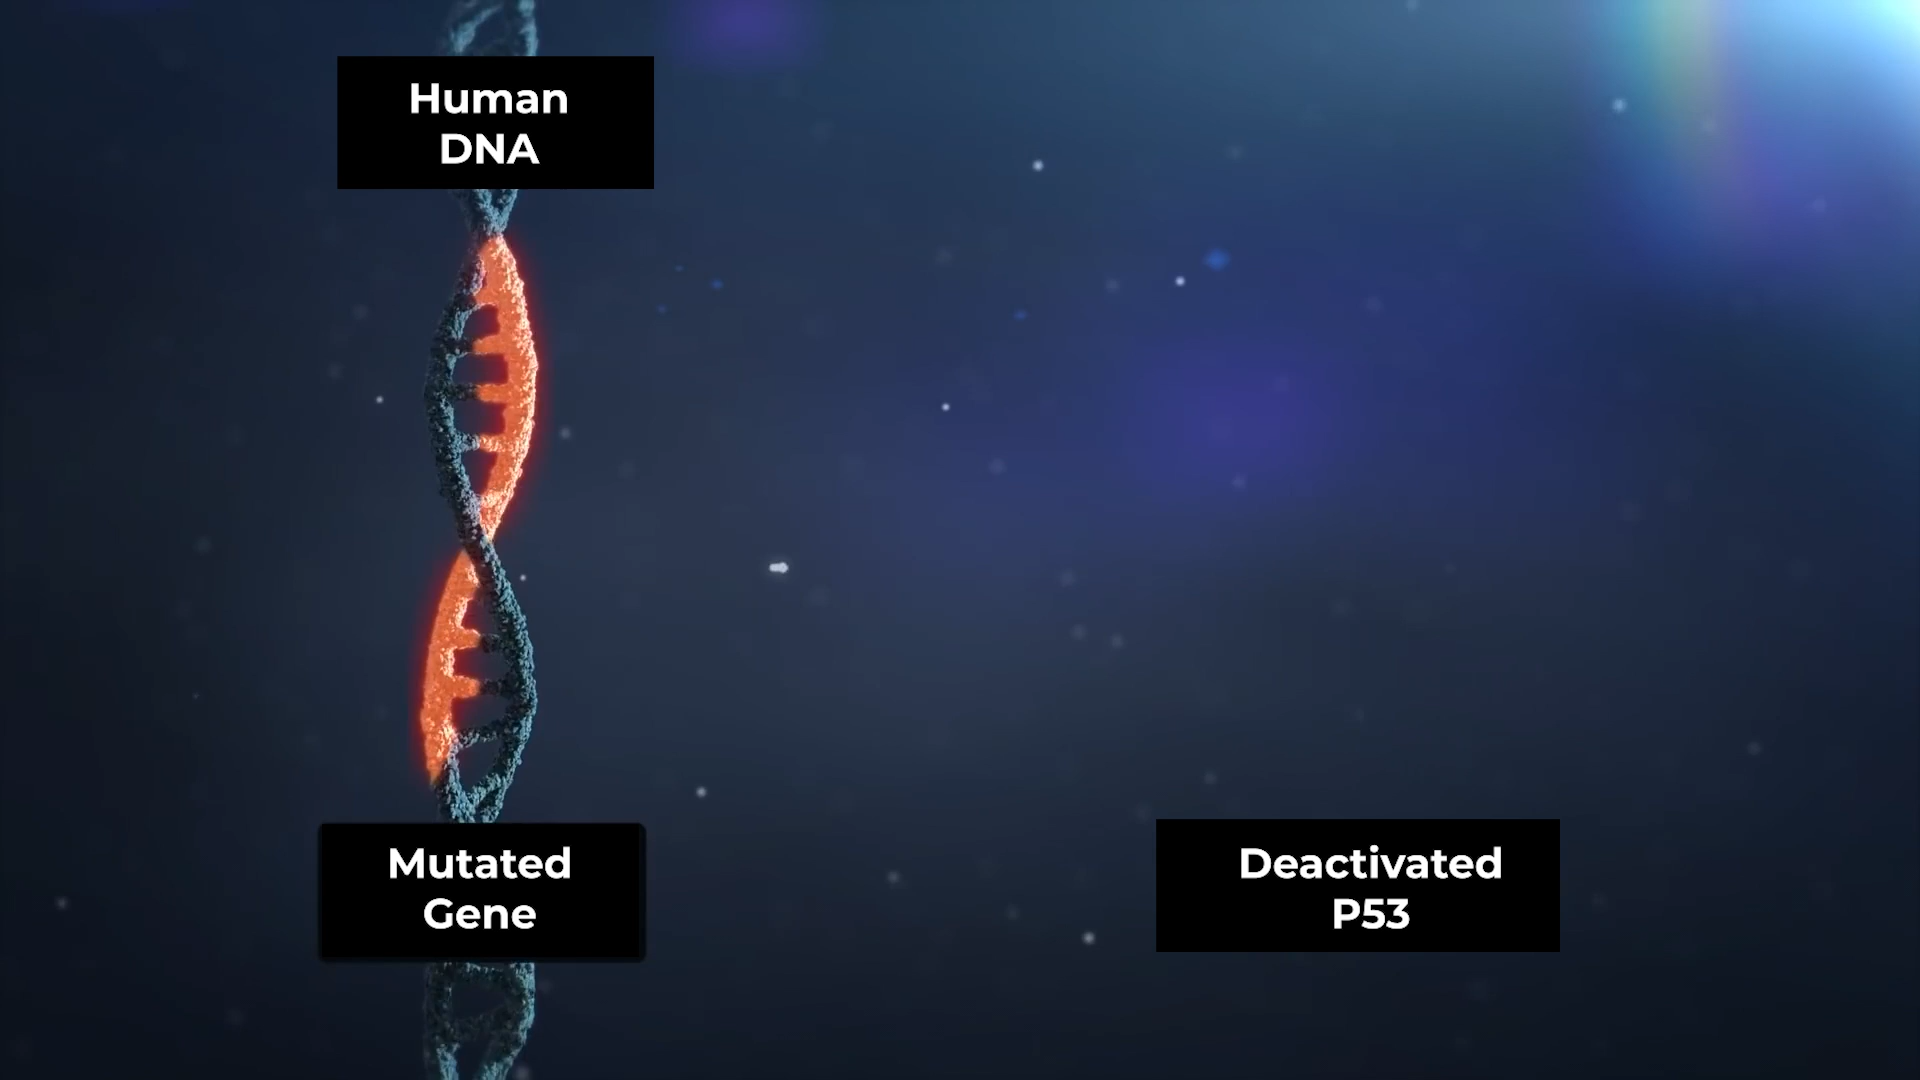 Human
DNA
Mutated
Gene
Deactivated
P53